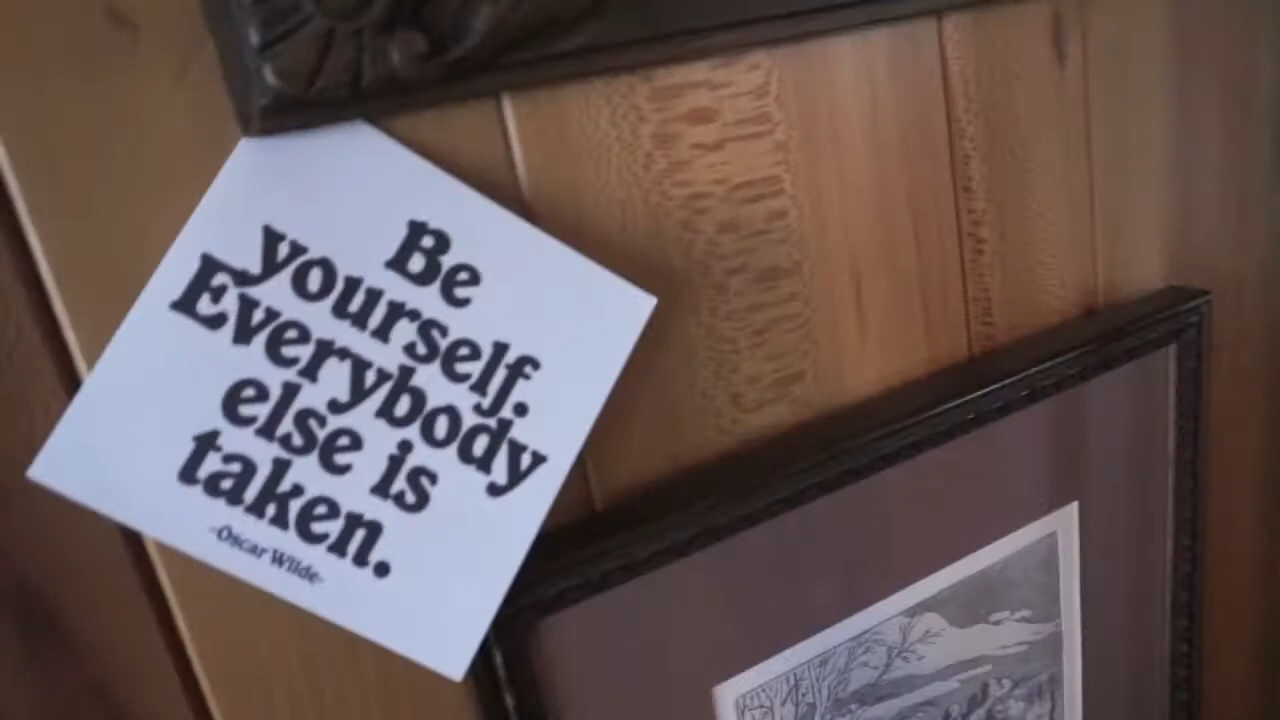 Be
yourself.
Everybody
else is
taken.
-Oscar Wilde-